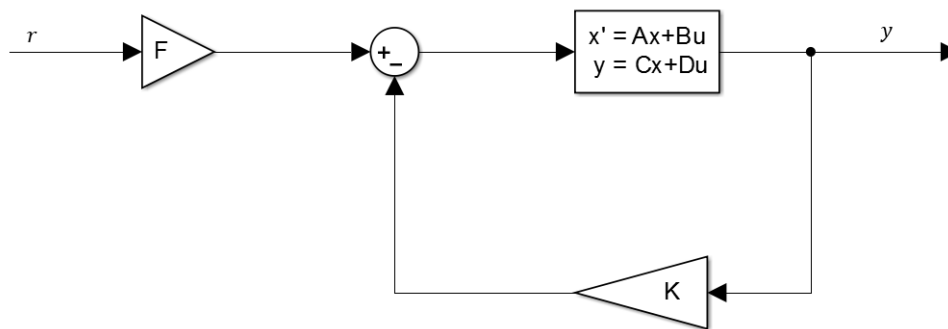 r
F
+
−
x' = Ax+Bu
y = Cx+Du
y
K